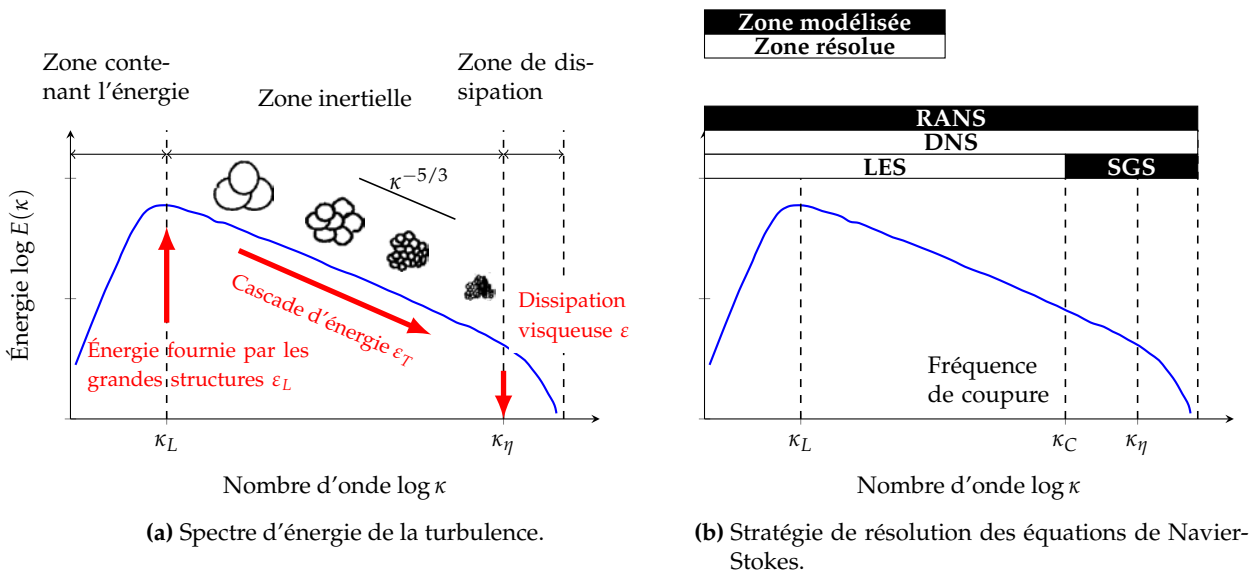 Zone conte-
nant l'énergie
Zone inertielle
Zone de dis-
sipation
κ^{-5/3}
Énergie log E(κ)
Cascade d'énergie ε_T
Dissipation
visqueuse ε
Énergie fournie par les
grandes structures ε_L
κ_L
κ_η
Nombre d'onde log κ
(a) Spectre d'énergie de la turbulence.
Zone modélisée
Zone résolue
RANS
DNS
LES
SGS
Fréquence
de coupure
κ_L
κ_C
κ_η
Nombre d'onde log κ
(b) Stratégie de résolution des équations de Navier-
Stokes.